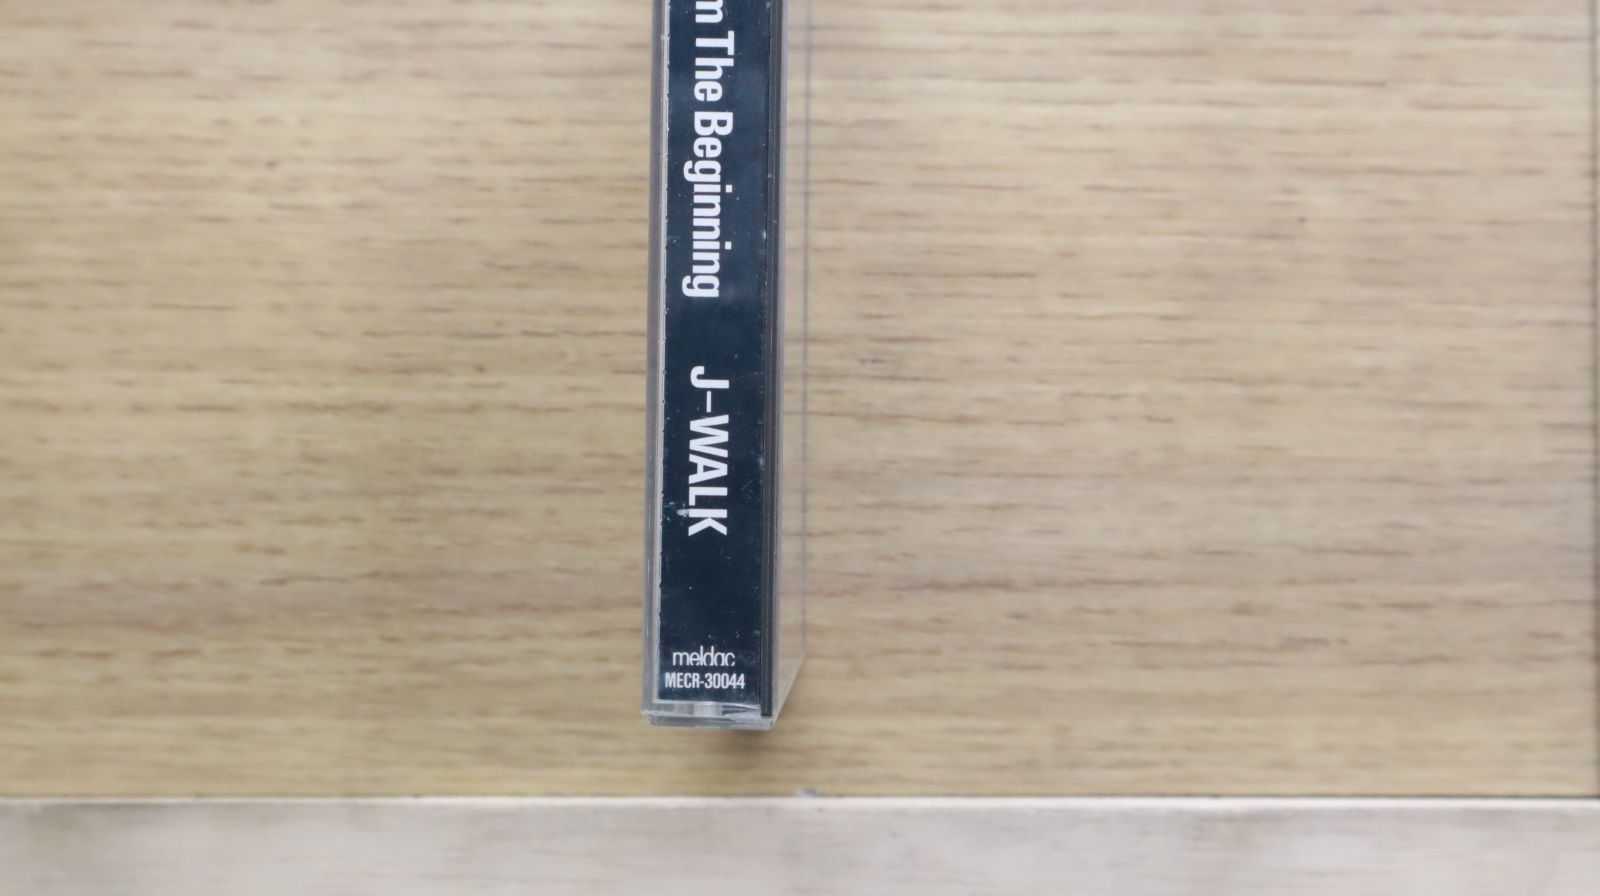 m The Beginning J-WALK
meldac
MECR-30044